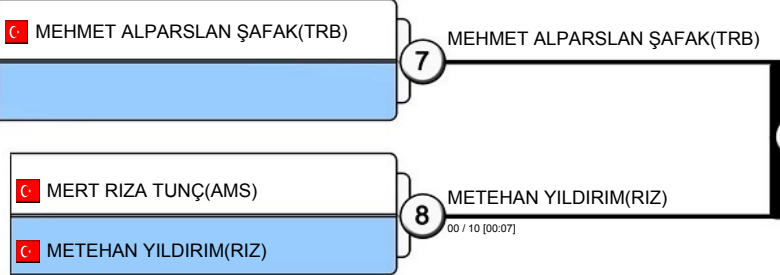 MEHMET ALPARSLAN ŞAFAK(TRB)
7
MEHMET ALPARSLAN ŞAFAK(TRB)
MERT RIZA TUNÇ(AMS)
8
METEHAN YILDIRIM(RIZ)
00 / 10 [00:07]
METEHAN YILDIRIM(RIZ)